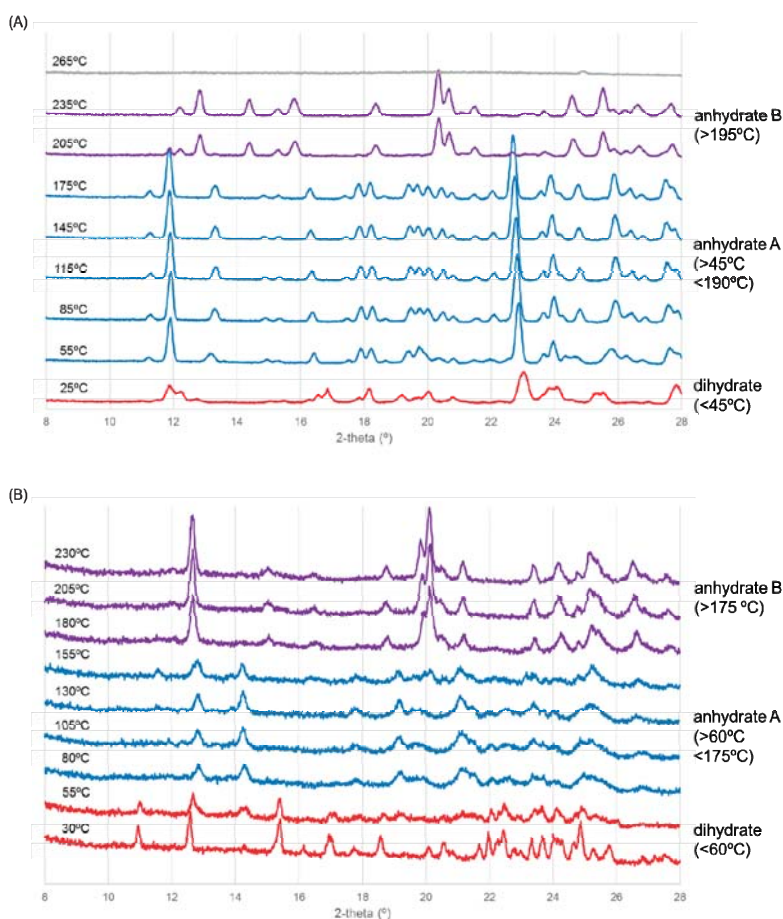 (A)
265ºC
235ºC
anhydrate B
(>195ºC)
205ºC
175ºC
145ºC
anhydrate A
(>45ºC
<190ºC)
115ºC
85ºC
55ºC
25ºC
dihydrate
(<45ºC)
8 10 12 14 16 18 20 22 24 26 28
2-theta (º)
(B)
230ºC
anhydrate B
(>175 ºC)
205ºC
180ºC
155ºC
130ºC
anhydrate A
(>60ºC
<175ºC)
105ºC
80ºC
55ºC
30ºC
dihydrate
(<60ºC)
8 10 12 14 16 18 20 22 24 26 28
2-theta (º)